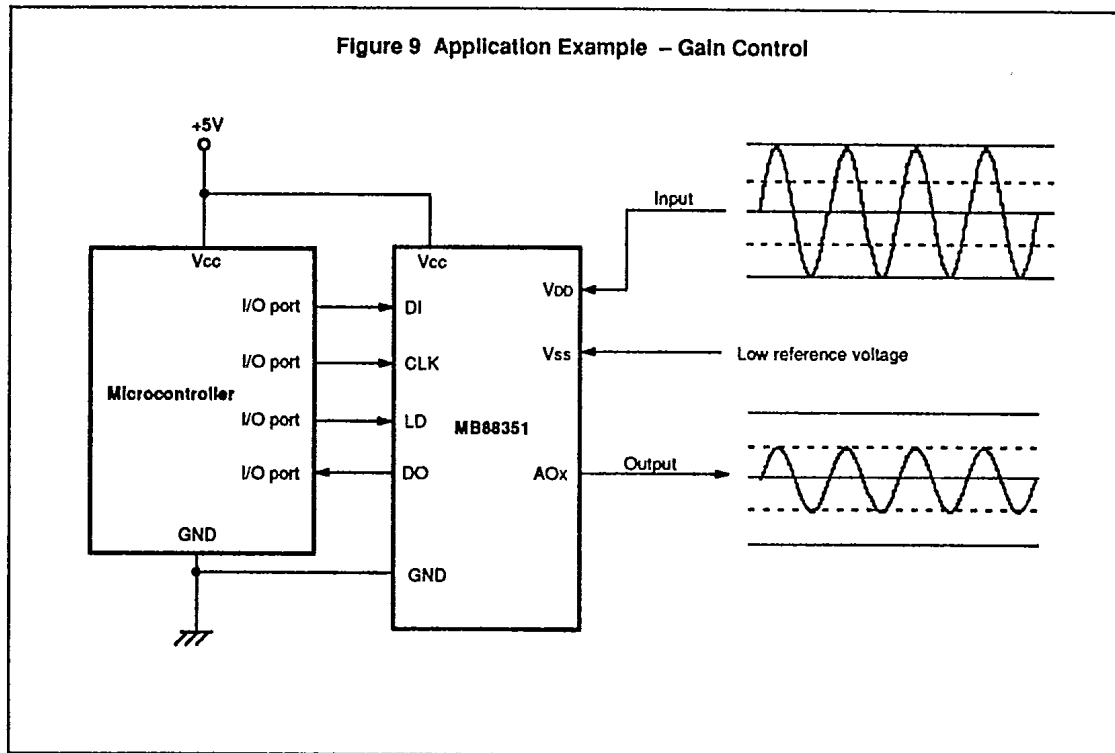 Figure 9 Application Example – Gain Control
+5V
Input
Vcc
Vcc
VDD
I/O port
DI
Vss
Low reference voltage
I/O port
CLK
Microcontroller
I/O port
LD
MB88351
I/O port
DO
AOx
Output
GND
GND